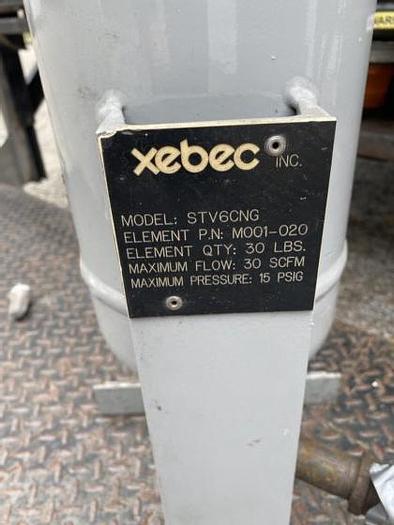 xebec INC.
MODEL: STV6CNG
ELEMENT P.N: M001-020
ELEMENT QTY: 30 LBS.
MAXIMUM FLOW: 30 SCFM
MAXIMUM PRESSURE: 15 PSIG